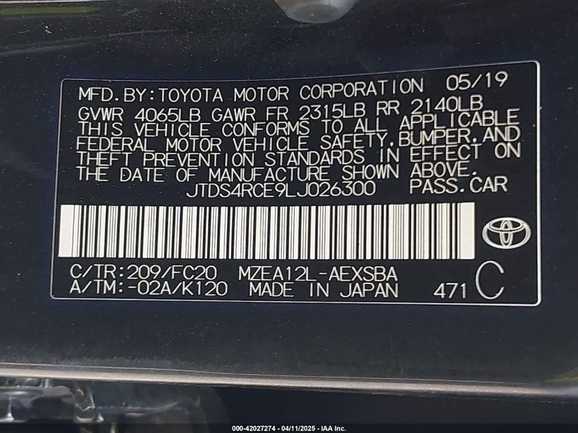 MFD. BY: TOYOTA MOTOR CORPORATION 05/19
GVWR 4065LB GAWR FR 2315LB RR 2140LB
THIS VEHICLE CONFORMS TO ALL APPLICABLE
FEDERAL MOTOR VEHICLE SAFETY, BUMPER, AND
THEFT PREVENTION STANDARDS IN EFFECT ON
THE DATE OF MANUFACTURE SHOWN ABOVE.
JTDS4RCE9LJ026300 PASS. CAR
C/TR: 209/FC20 MZEA12L-AEXSBA
A/TM: -02A/K120 MADE IN JAPAN 471 C
000-42027274 - 04/11/2025 - IAA Inc.